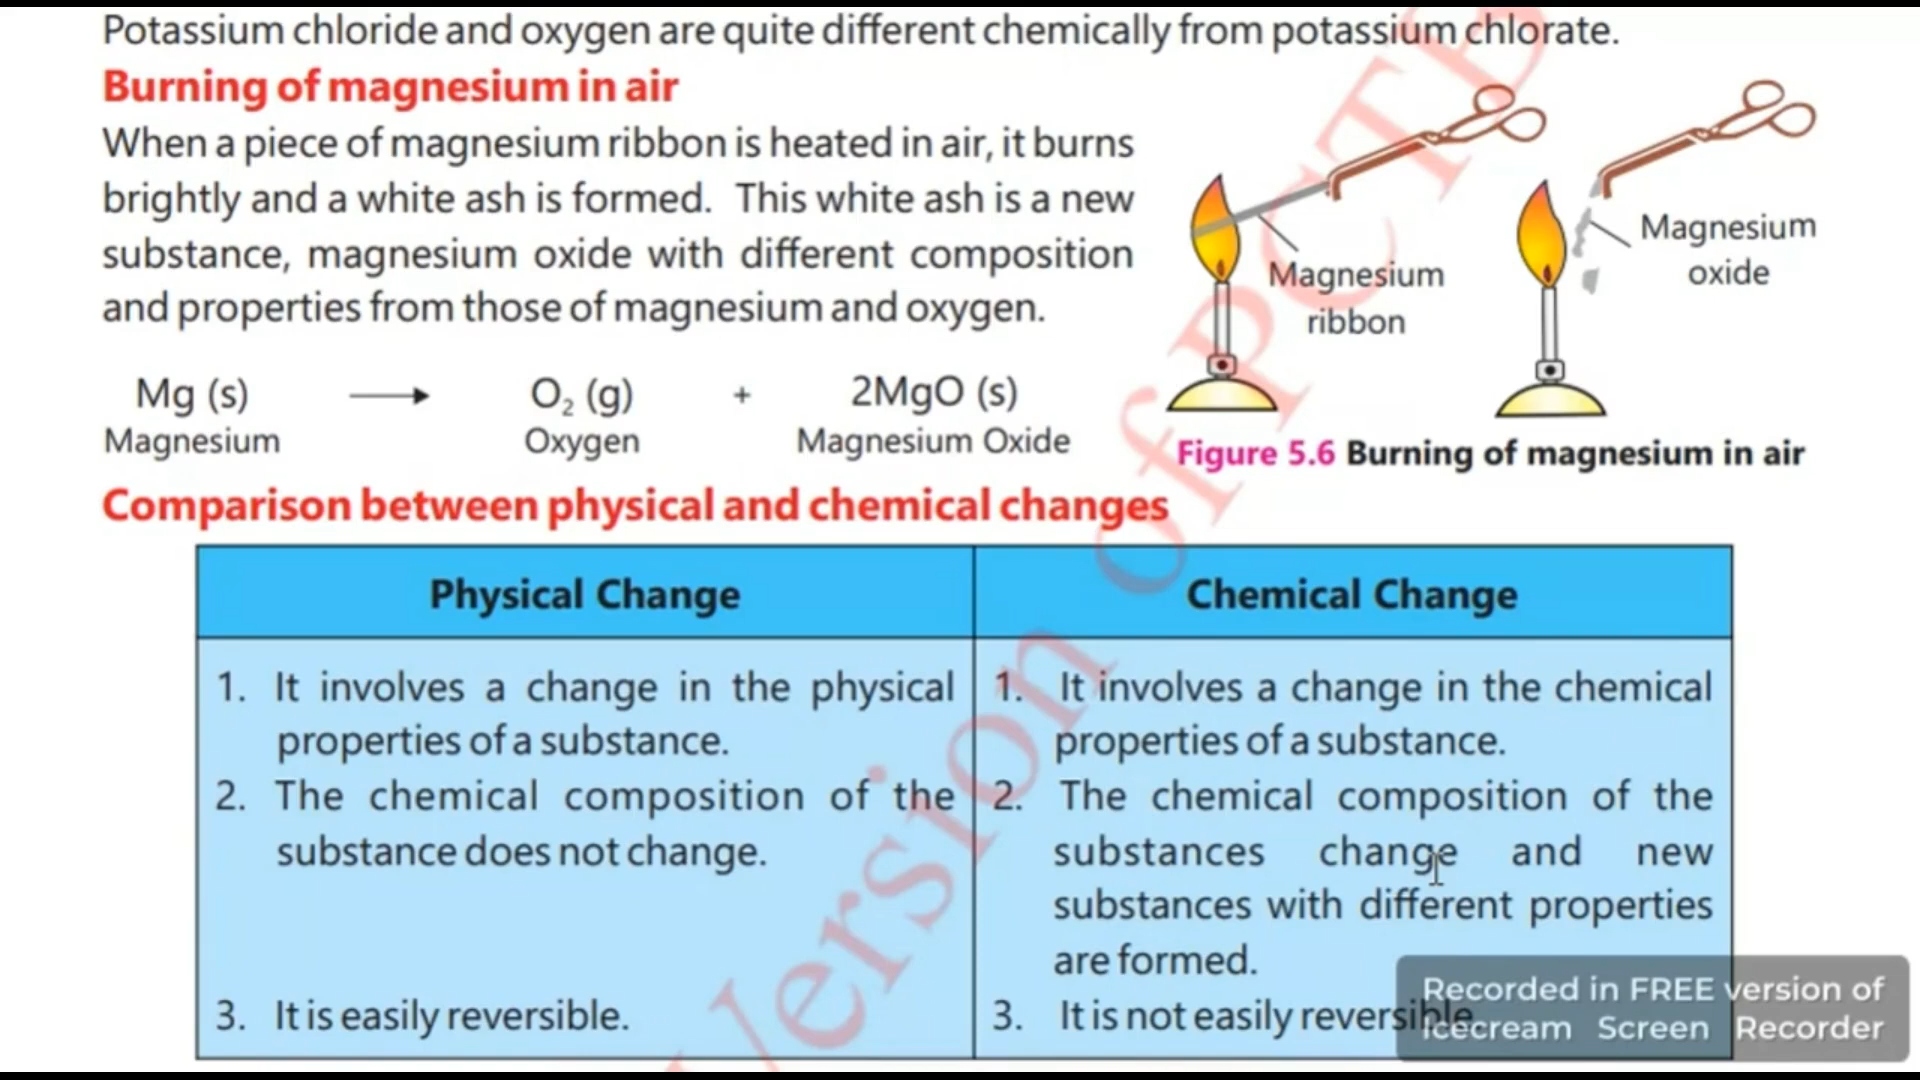 Potassium chloride and oxygen are quite different chemically from potassium chlorate.
Burning of magnesium in air
When a piece of magnesium ribbon is heated in air, it burns
brightly and a white ash is formed. This white ash is a new
substance, magnesium oxide with different composition
and properties from those of magnesium and oxygen.
Mg (s) ⟶ O₂ (g) + 2MgO (s)
Magnesium Oxygen Magnesium Oxide
Magnesium
ribbon
Magnesium
oxide
Figure 5.6 Burning of magnesium in air
Comparison between physical and chemical changes
Physical Change
1. It involves a change in the physical
properties of a substance.
2. The chemical composition of the
substance does not change.
3. It is easily reversible.
Chemical Change
1. It involves a change in the chemical
properties of a substance.
2. The chemical composition of the
substances change and new
substances with different properties
are formed.
3. It is not easily reversible
Version of PCTB
Recorded in FREE version of
Icecream Screen Recorder